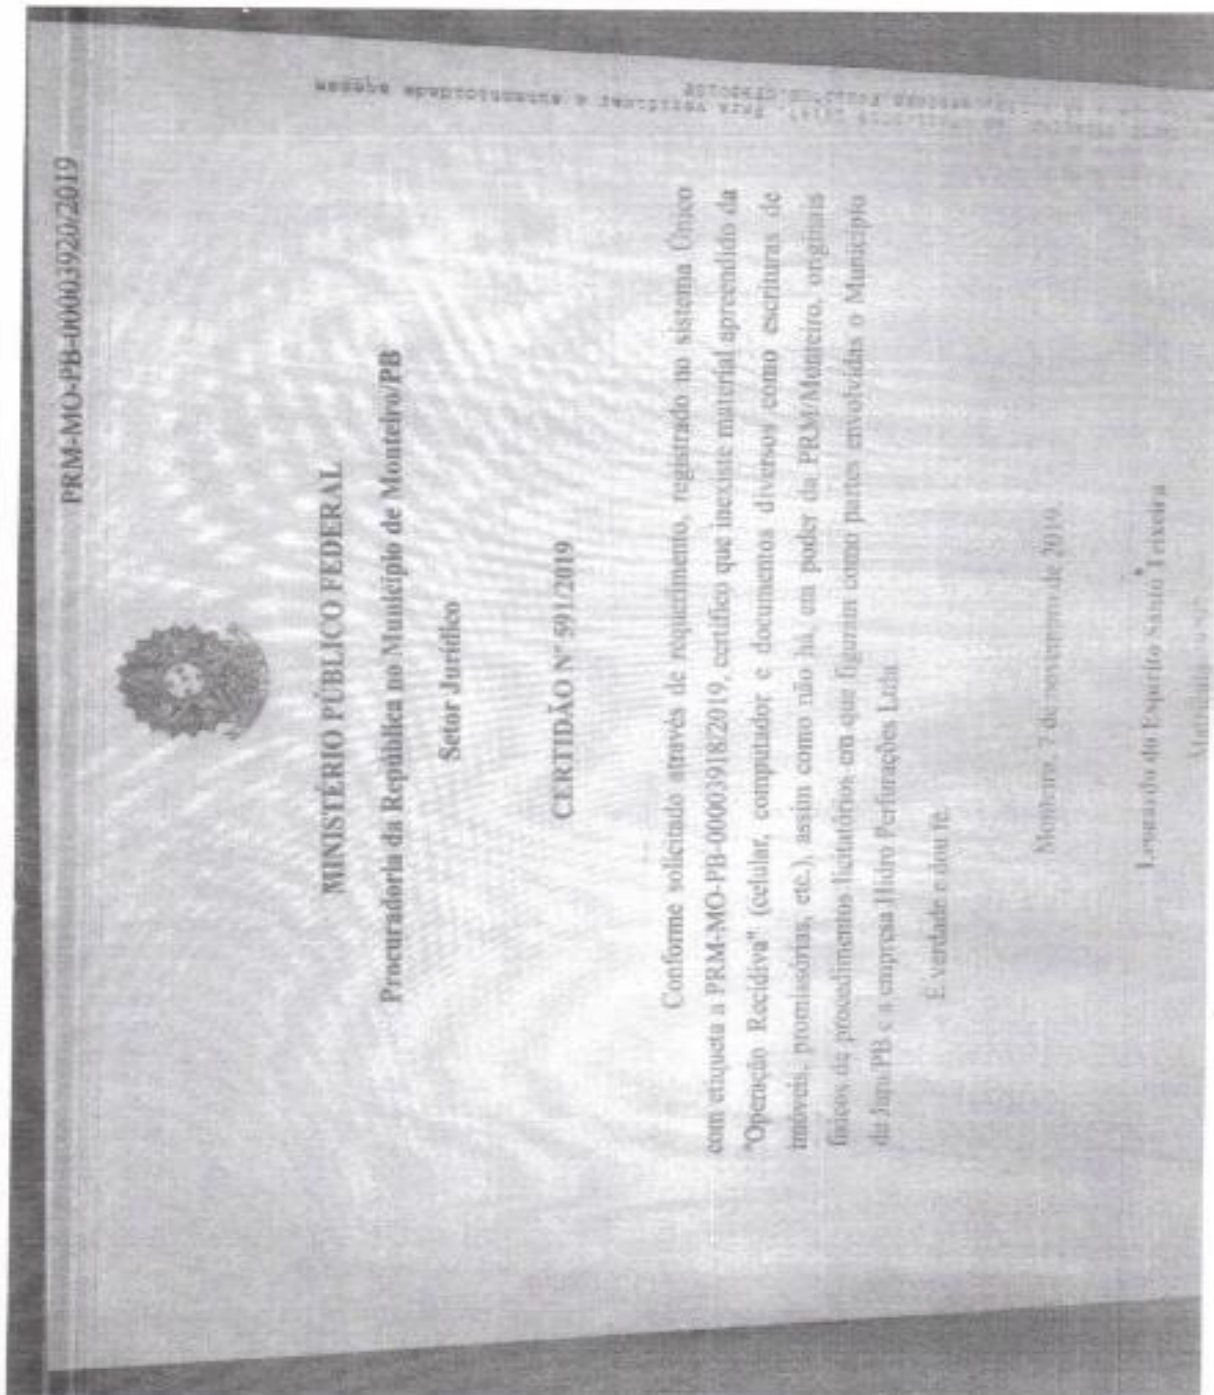 PRM-MO-PB-00003920/2019
MINISTÉRIO PÚBLICO FEDERAL
Procuradoria da República no Município de Monteiro/PB
Setor Jurídico
CERTIDÃO Nº 591/2019
Conforme solicitado através de requerimento, registrado no sistema Único
com etiqueta a PRM-MO-PB-00003918/2019, certifico que inexiste material apreendido da
"Operação Recidiva" (celular, computador e documentos diversos como escrituras de
imóveis, promissórias, etc.), assim como não há, em poder da PRM/Monteiro, originais
físicos de procedimentos licitatórios em que figuram como partes envolvidas o Município
de PB e a empresa Hidro Perfurações Ltda
É verdade e dou fé.
Monteiro, 7 de novembro de 2019.
Leonardo do Espírito Santo Teixeira
para verificar a autenticidade acesse